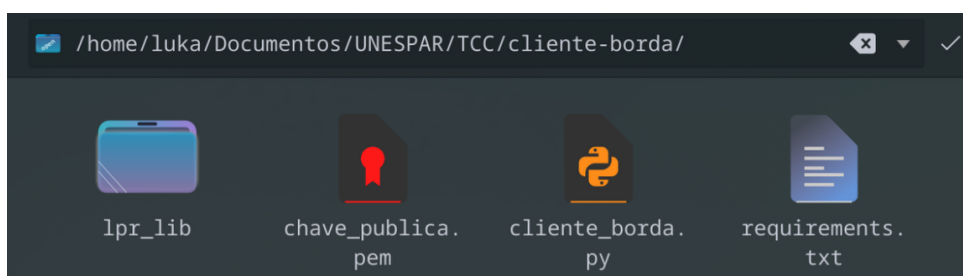 /home/luka/Documentos/UNESPAR/TCC/cliente-borda/
lpr_lib
chave_publica.
pem
cliente_borda.
py
requirements.
txt